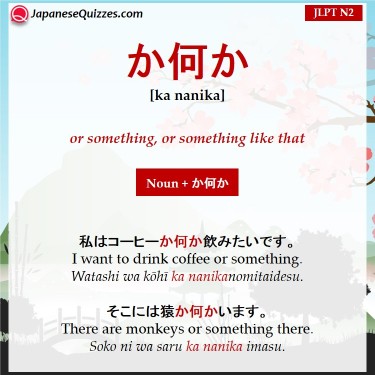 JapaneseQuizzes.com
JLPT N2
か何か
[ka nanika]
or something, or something like that
Noun + か何か
私はコーヒーか何か飲みたいです。
I want to drink coffee or something.
Watashi wa kōhī ka nanikanomitaidesu.
そこには猿か何かいます。
There are monkeys or something there.
Soko ni wa saru ka nanika imasu.